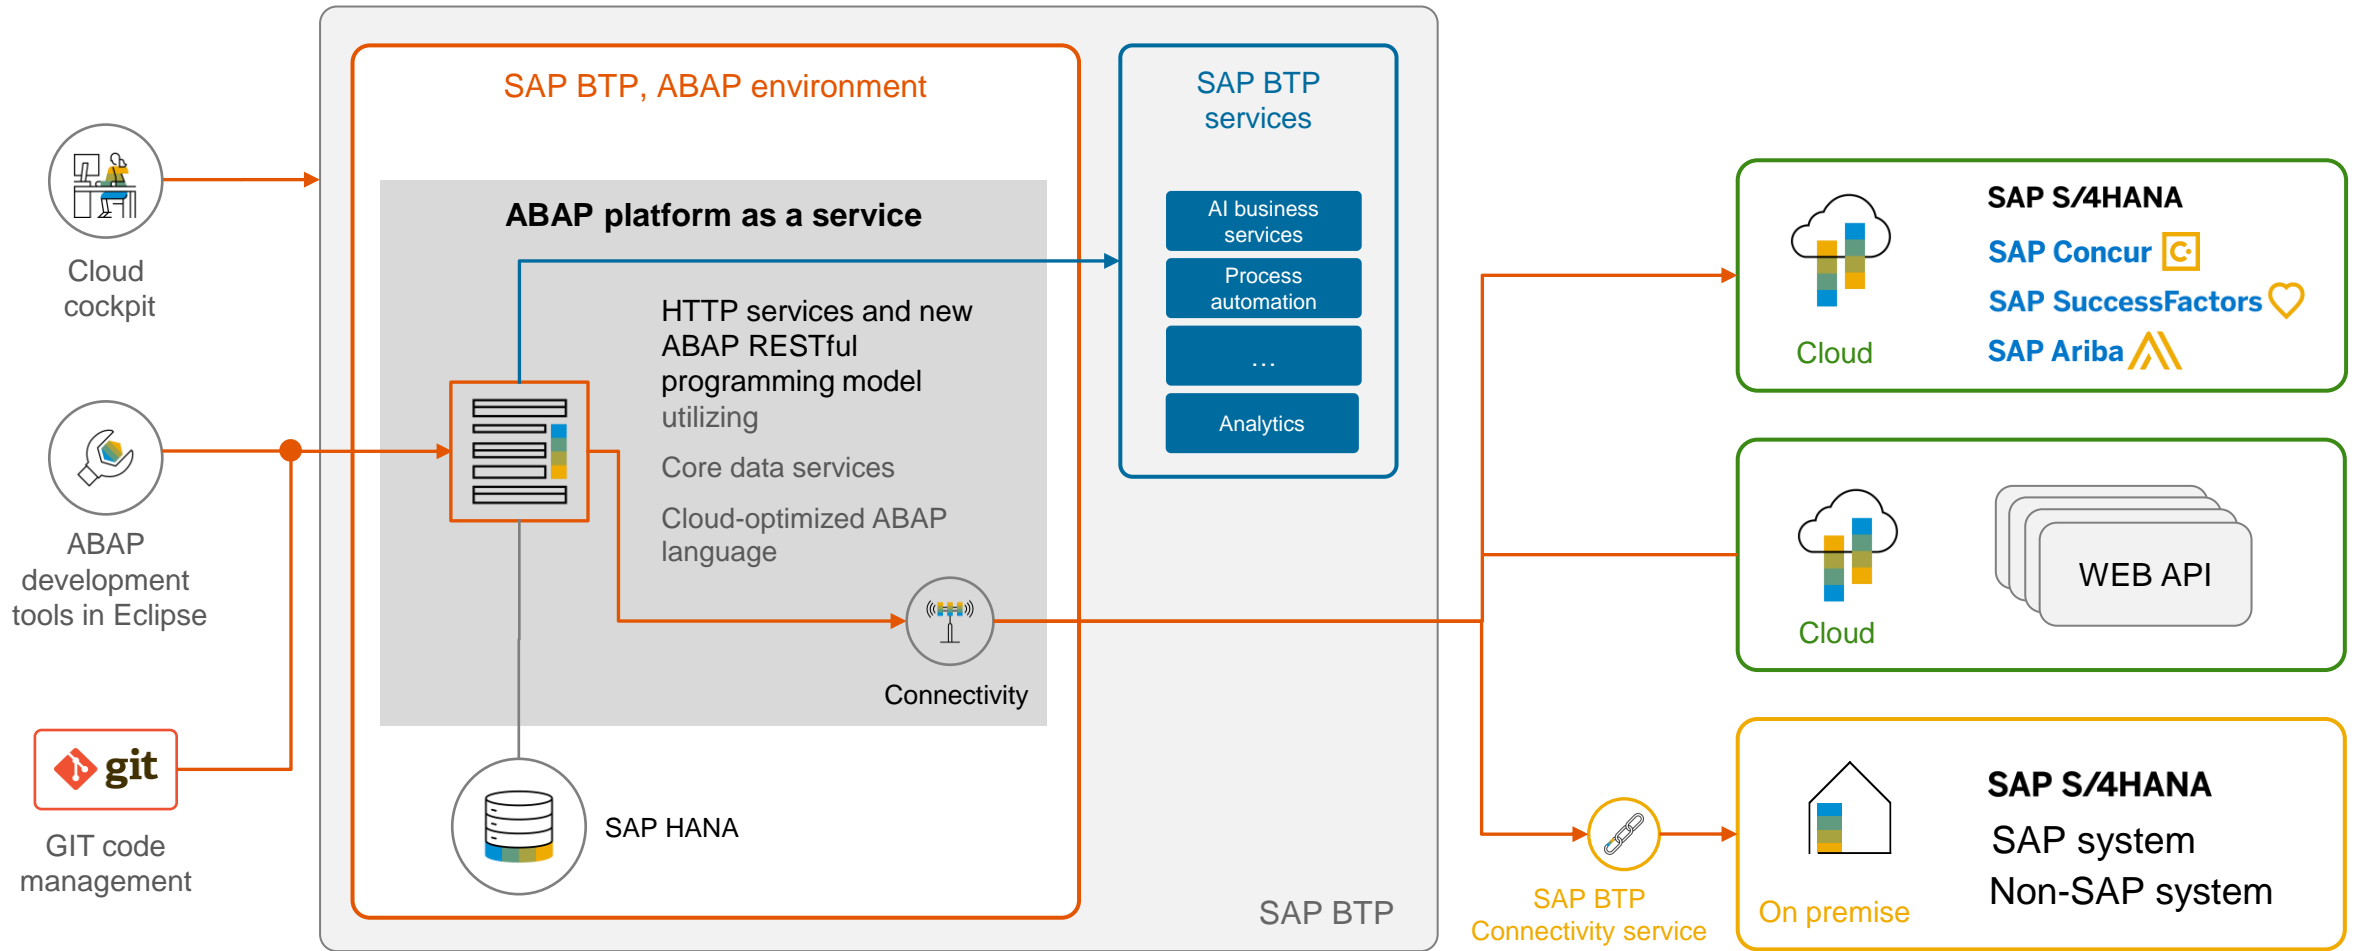 SAP BTP, ABAP environment
SAP BTP
services
Cloud
cockpit
ABAP platform as a service
HTTP services and new
ABAP RESTful
programming model
utilizing
Core data services
Cloud-optimized ABAP
language
Connectivity
SAP HANA
AI business
services
Process
automation
...
Analytics
ABAP
development
tools in Eclipse
git
GIT code
management
SAP BTP
SAP S/4HANA
SAP Concur C.
SAP SuccessFactors
SAP Ariba
Cloud
WEB API
Cloud
SAP BTP
Connectivity service
SAP S/4HANA
SAP system
Non-SAP system
On premise